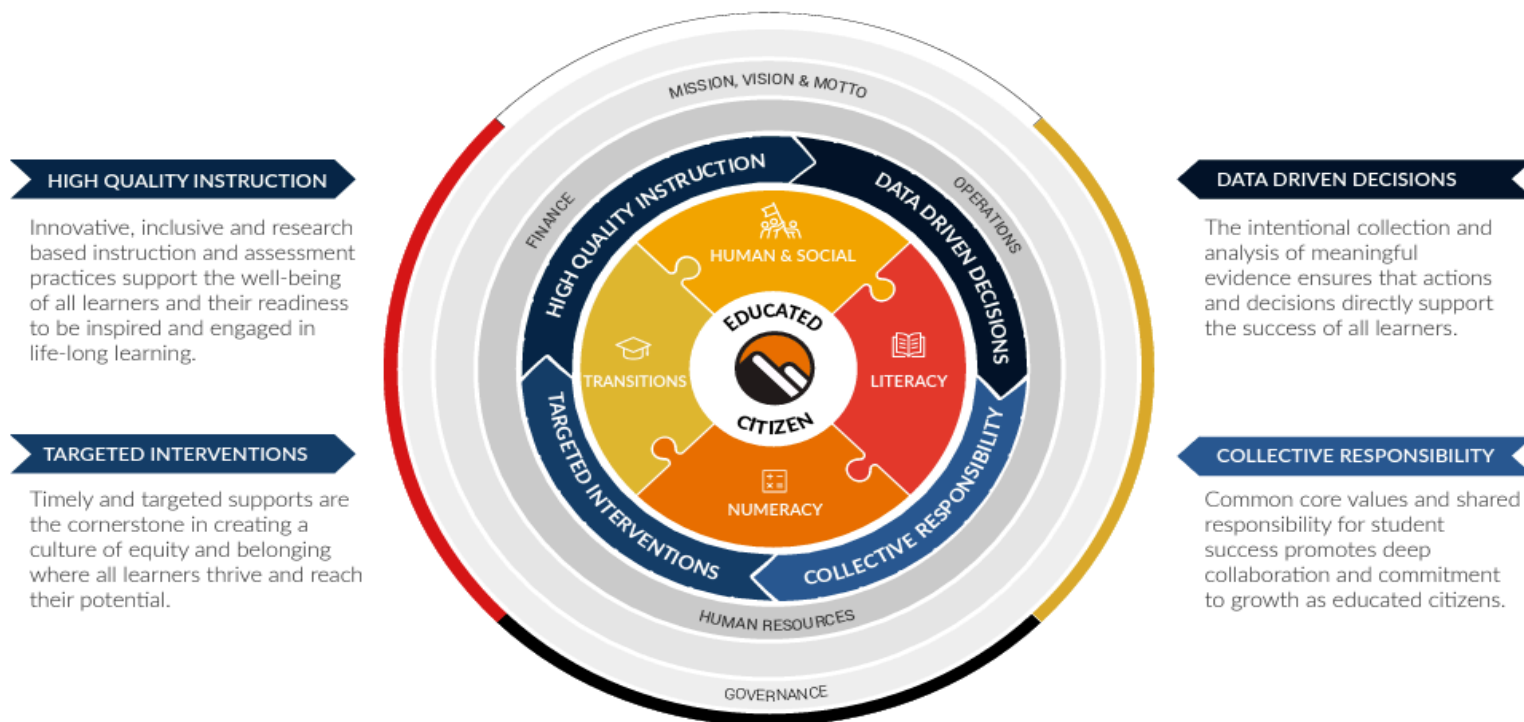 HIGH QUALITY INSTRUCTION
Innovative, inclusive and research
based instruction and assessment
practices support the well-being
of all learners and their readiness
to be inspired and engaged in
life-long learning.
TARGETED INTERVENTIONS
Timely and targeted supports are
the cornerstone in creating a
culture of equity and belonging
where all learners thrive and reach
their potential.
MISSION, VISION & MOTTO
FINANCE
OPERATIONS
HUMAN RESOURCES
GOVERNANCE
HIGH QUALITY INSTRUCTION
DATA DRIVEN DECISIONS
COLLECTIVE RESPONSIBILITY
TARGETED INTERVENTIONS
HUMAN & SOCIAL
LITERACY
NUMERACY
TRANSITIONS
EDUCATED
CITIZEN
DATA DRIVEN DECISIONS
The intentional collection and
analysis of meaningful
evidence ensures that actions
and decisions directly support
the success of all learners.
COLLECTIVE RESPONSIBILITY
Common core values and shared
responsibility for student
success promotes deep
collaboration and commitment
to growth as educated citizens.